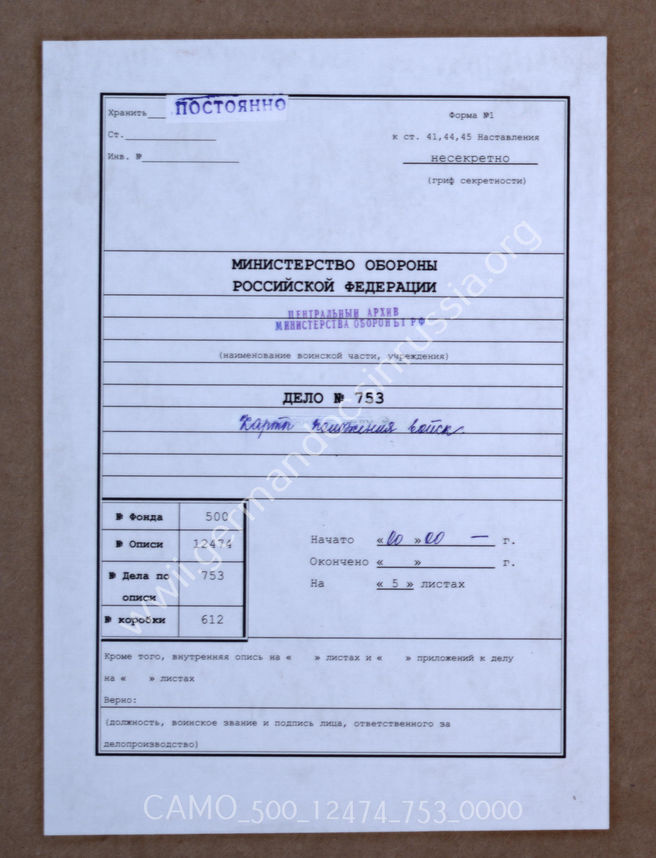 Хранить ПОСТОЯННО
Ст.
Инв. №
Форма №1
к ст. 41,44,45 Наставления
несекретно
(гриф секретности)
МИНИСТЕРСТВО ОБОРОНЫ
РОССИЙСКОЙ ФЕДЕРАЦИИ
ЦЕНТРАЛЬНЫЙ АРХИВ
МИНИСТЕРСТВА ОБОРОНЫ РФ
(наименование воинской части, учреждения)
ДЕЛО № 753
Карты положения войск.
№ Фонда 500
№ Описи 12474
№ Дела по 753
описи
№ коробки 612
Начато «00 » 00 — г.
Окончено « » г.
На « 5 » листах
Кроме того, внутренняя опись на « » листах и « » приложений к делу
на « » листах
Верно:
(должность, воинское звание и подпись лица, ответственного за
делопроизводство)
www.germandocsinrussia.org
CAMO_500_12474_753_0000